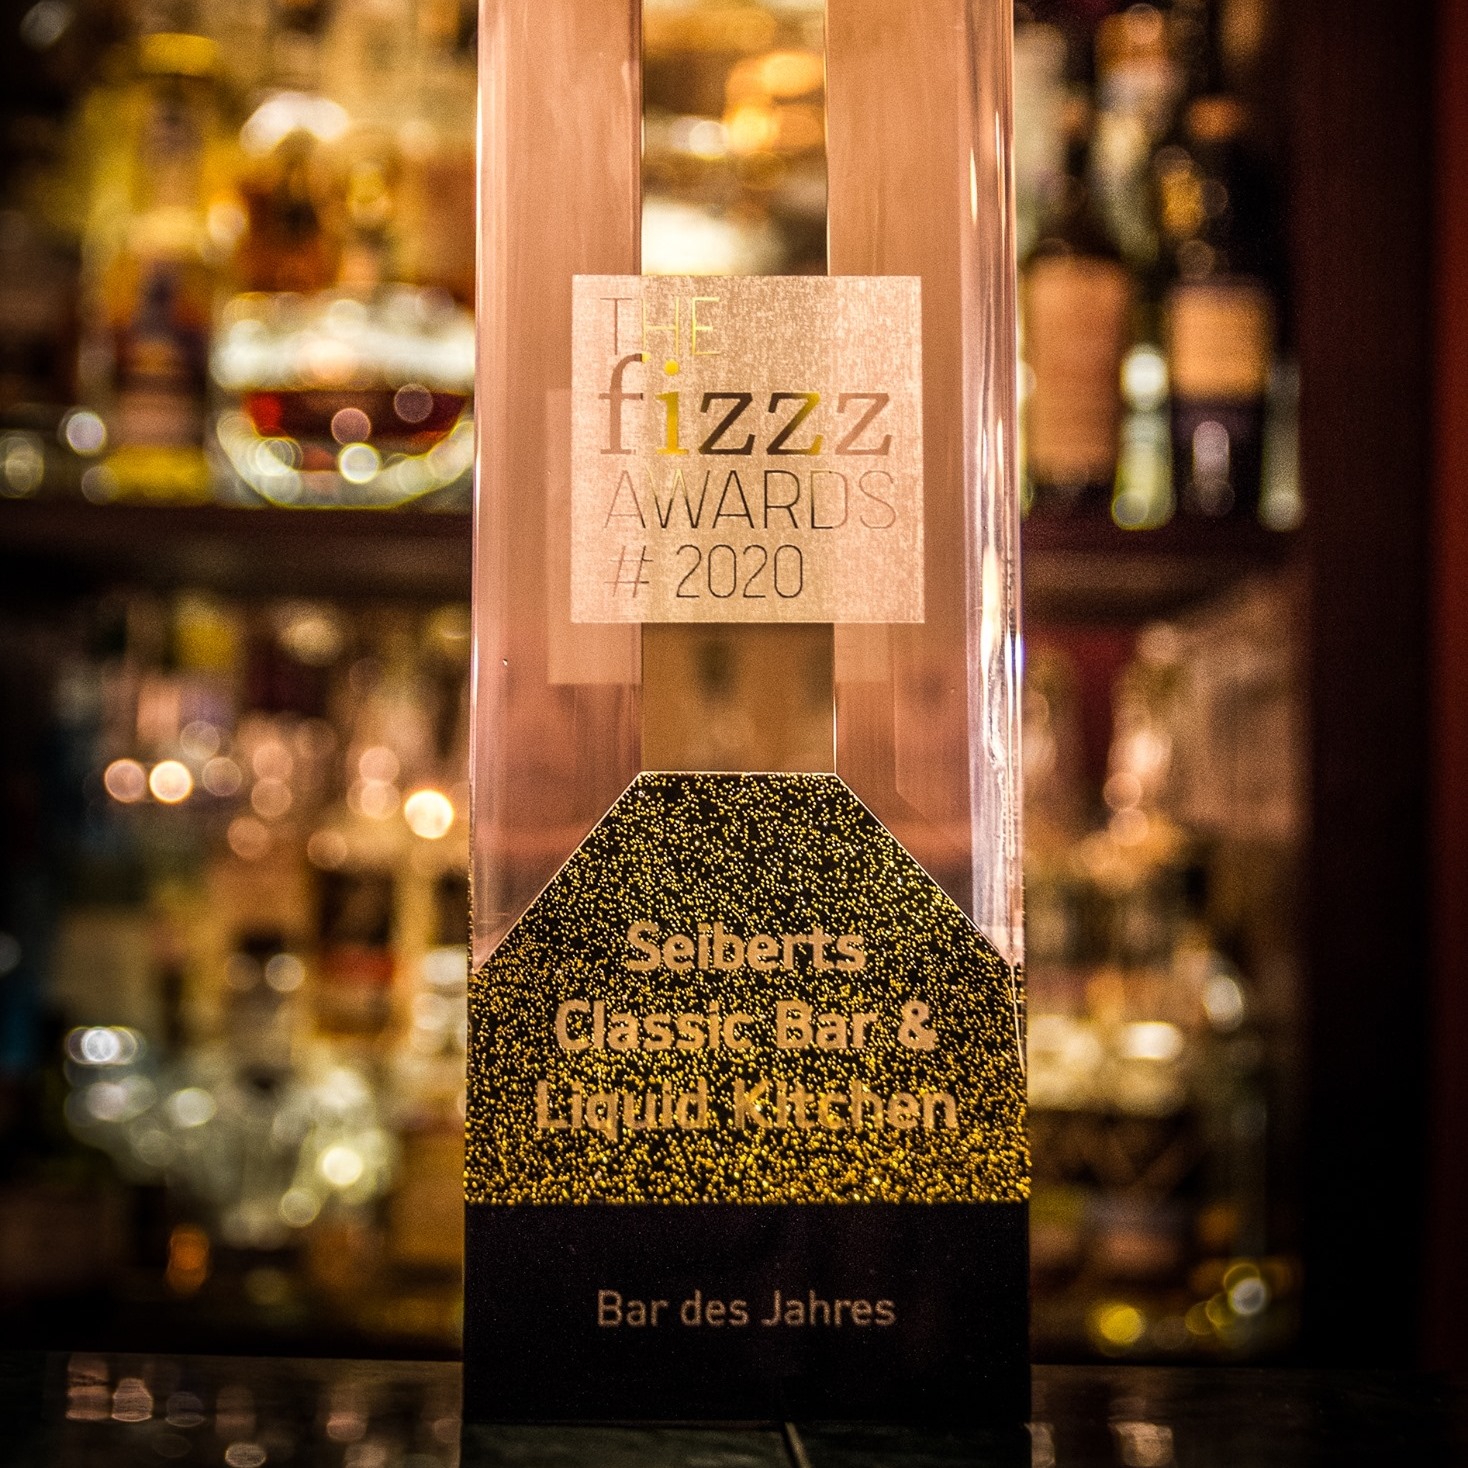 THE
fizzz
AWARDS
# 2020
Seiberts
Classic Bar &
Liquid Kitchen
Bar des Jahres